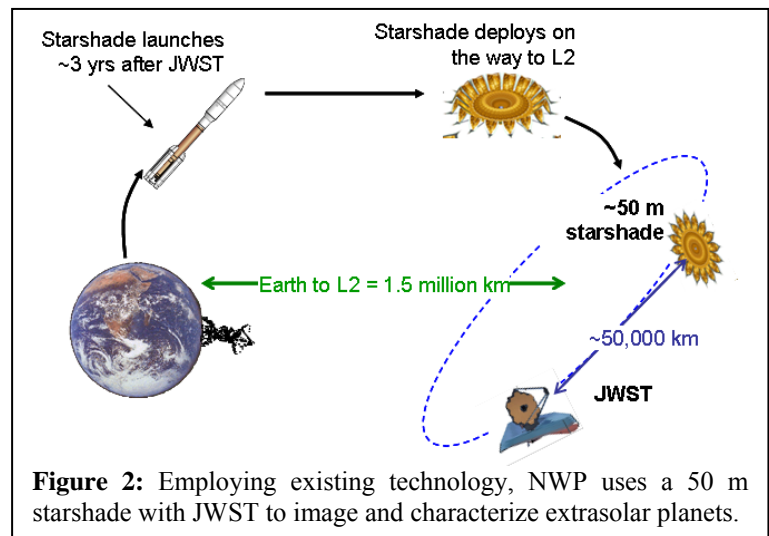 Starshade launches
~3 yrs after JWST
Starshade deploys on
the way to L2
~50 m
starshade
Earth to L2 = 1.5 million km
~50,000 km
JWST
Figure 2: Employing existing technology, NWP uses a 50 m
starshade with JWST to image and characterize extrasolar planets.